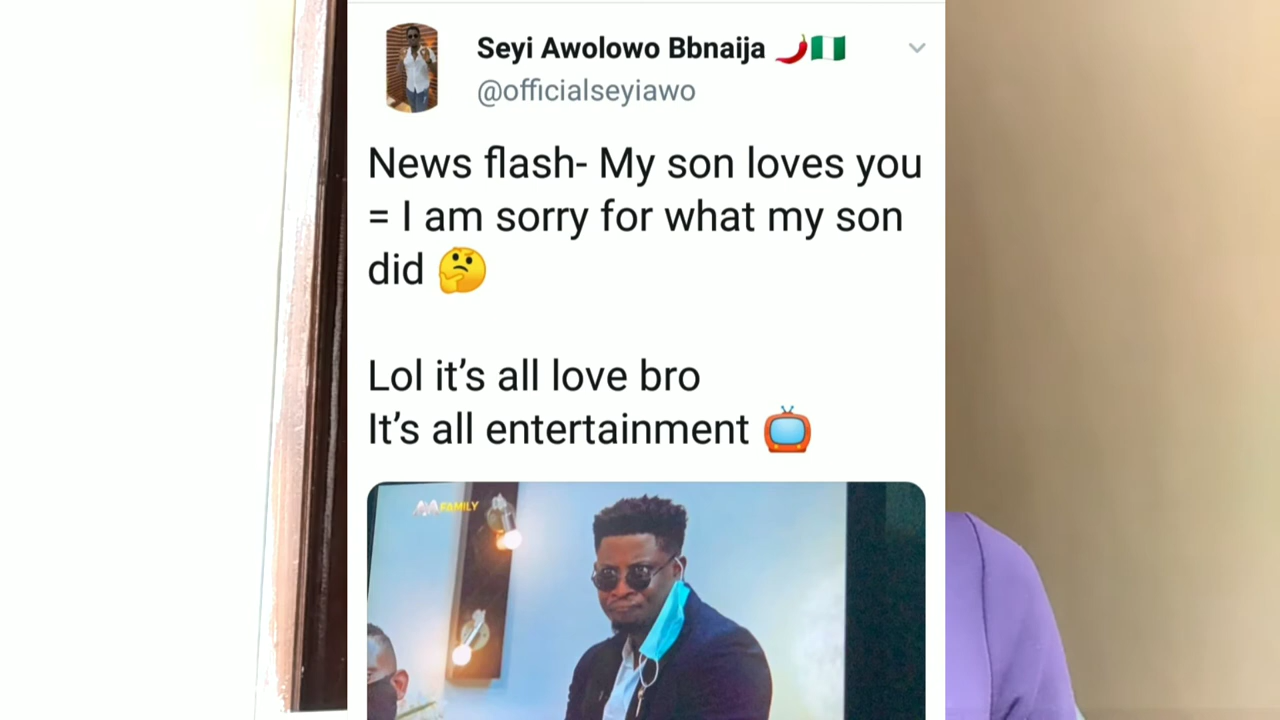 Seyi Awolowo Bbnaija 🌶️🇳🇬
@officialseyiawo
News flash- My son loves you
= I am sorry for what my son
did 🤔
Lol it's all love bro
It's all entertainment 📺
FAMILY